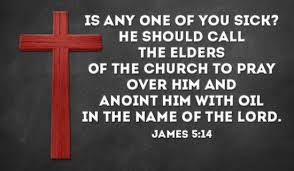 IS ANY ONE OF YOU SICK?
HE SHOULD CALL
THE ELDERS
OF THE CHURCH TO PRAY
OVER HIM AND
ANOINT HIM WITH OIL
IN THE NAME OF THE LORD.
JAMES 5:14